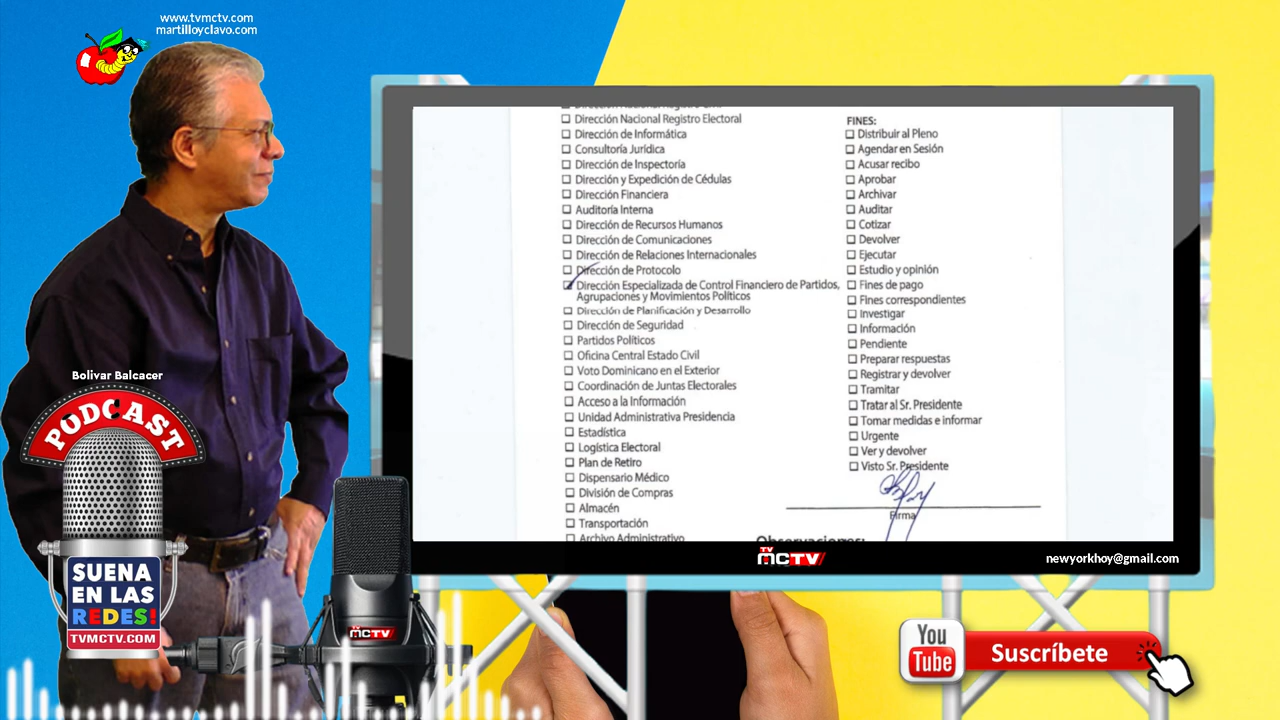 www.tvmctv.com
martilloyclavo.com
Dirección Nacional Registro Electoral
Dirección de Informática
Consultoría Jurídica
Dirección de Inspectoría
Dirección y Expedición de Cédulas
Dirección Financiera
Auditoría Interna
Dirección de Recursos Humanos
Dirección de Comunicaciones
Dirección de Relaciones Internacionales
Dirección de Protocolo
Dirección Especializada de Control Financiero de Partidos,
Agrupaciones y Movimientos Políticos
Dirección de Planificación y Desarrollo
Dirección de Seguridad
Partidos Políticos
Oficina Central Estado Civil
Voto Dominicano en el Exterior
Coordinación de Juntas Electorales
Acceso a la Información
Unidad Administrativa Presidencia
Estadística
Logística Electoral
Plan de Retiro
Dispensario Médico
División de Compras
Almacén
Transportación
Archivo Administrativo
FINES:
Distribuir al Pleno
Agendar en Sesión
Acusar recibo
Aprobar
Archivar
Auditar
Cotizar
Devolver
Ejecutar
Estudio y opinión
Fines de pago
Fines correspondientes
Investigar
Información
Pendiente
Preparar respuestas
Registrar y devolver
Tramitar
Tratar al Sr. Presidente
Tomar medidas e informar
Urgente
Ver y devolver
Visto Sr. Presidente
Firma
Observaciones:
TV
MCTV
newyorkhoy@gmail.com
Bolivar Balcacer
PODCAST
SUENA
EN LAS
REDES!
TVMCTV.COM
TV
MCTV
You
Tube
Suscríbete